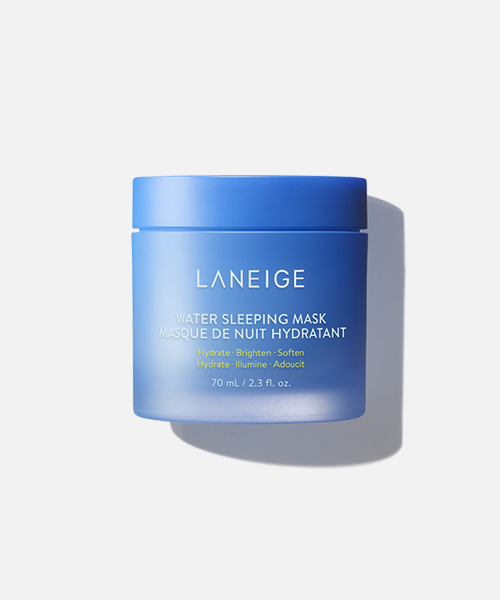 LANEIGE
WATER SLEEPING MASK
MASQUE DE NUIT HYDRATANT
Hydrate · Brighten · Soften
Hydrate · Illumine · Adoucit
70 mL / 2.3 fl. oz.